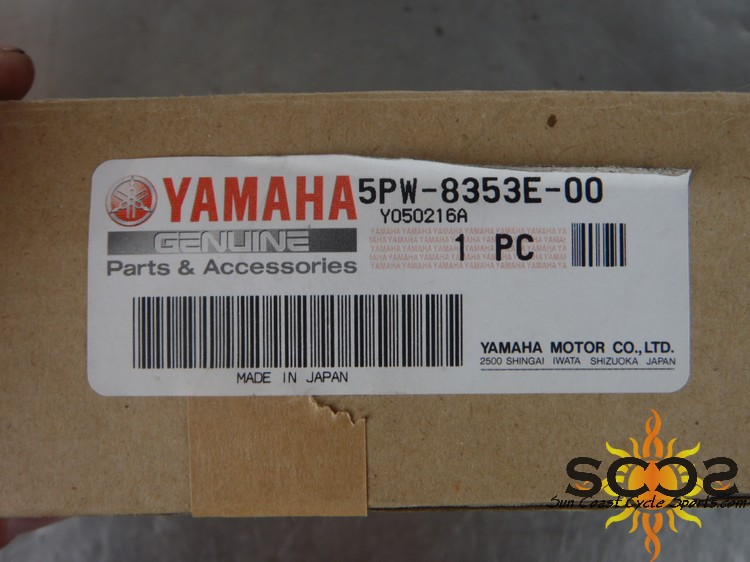 YAMAHA 5PW-8353E-00
Y050216A
GENUINE
1 PC
Parts & Accessories
YAMAHA MOTOR CO., LTD.
2500 SHINGAI IWATA SHIZUOKA JAPAN
MADE IN JAPAN
SCCS
Sun Coast Cycle Sports.com